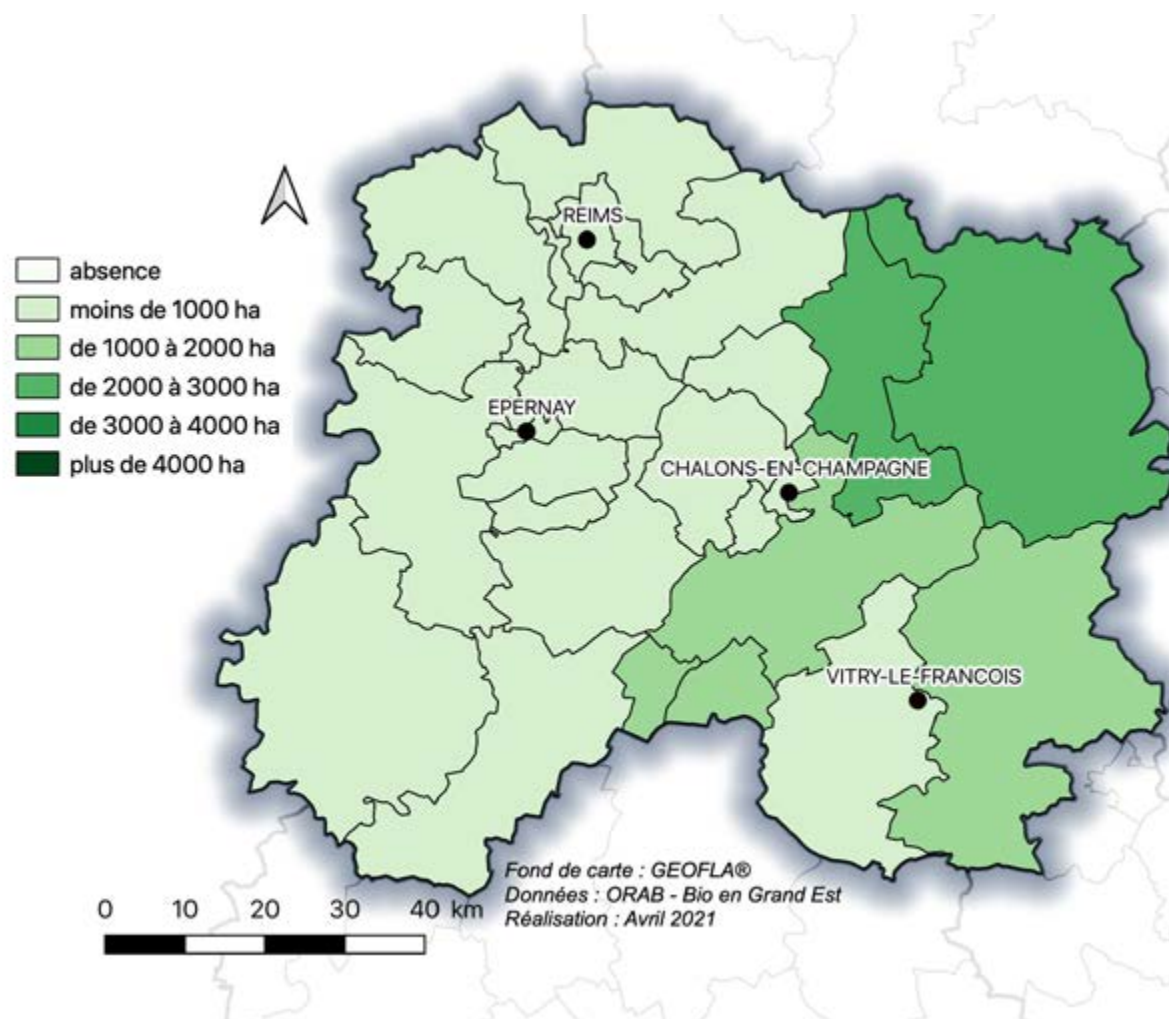 REIMS
absence
moins de 1000 ha
de 1000 à 2000 ha
de 2000 à 3000 ha
de 3000 à 4000 ha
plus de 4000 ha
EPERNAY
CHALONS-EN-CHAMPAGNE
VITRY-LE-FRANCOIS
Fond de carte : GEOFLA®
Données : ORAB - Bio en Grand Est
Réalisation : Avril 2021
0 10 20 30 40 km